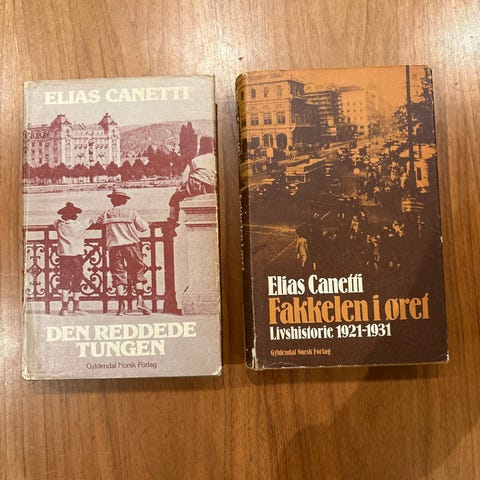 ELIAS CANETTI
DEN REDDEDE
TUNGEN
Gyldendal Norsk Forlag
Elias Canetti
Fakkelen i øret
Livshistorie 1921-1931
Gyldendal Norsk Forlag